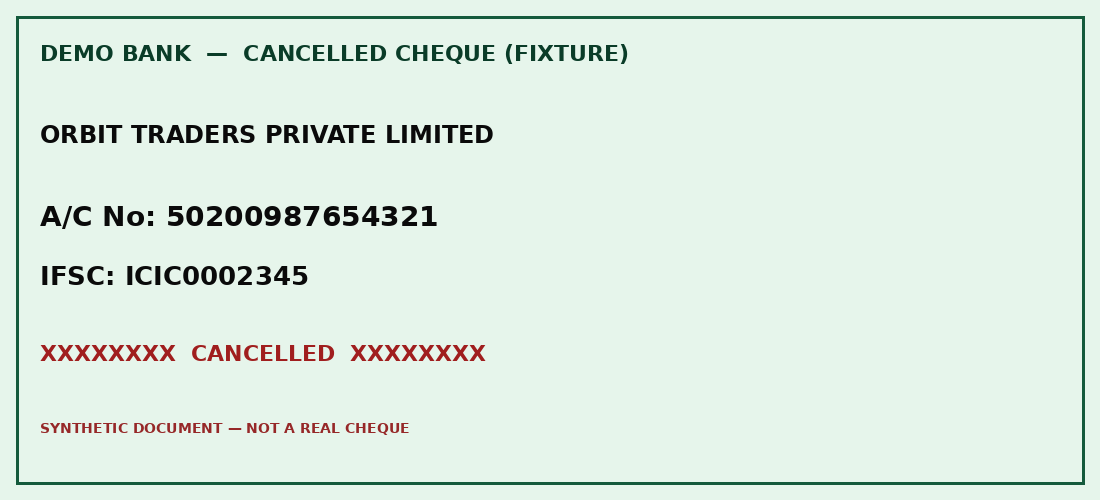 DEMO BANK — CANCELLED CHEQUE (FIXTURE)
ORBIT TRADERS PRIVATE LIMITED
A/C No: 50200987654321
IFSC: ICIC0002345
XXXXXXXX CANCELLED XXXXXXXX
SYNTHETIC DOCUMENT — NOT A REAL CHEQUE